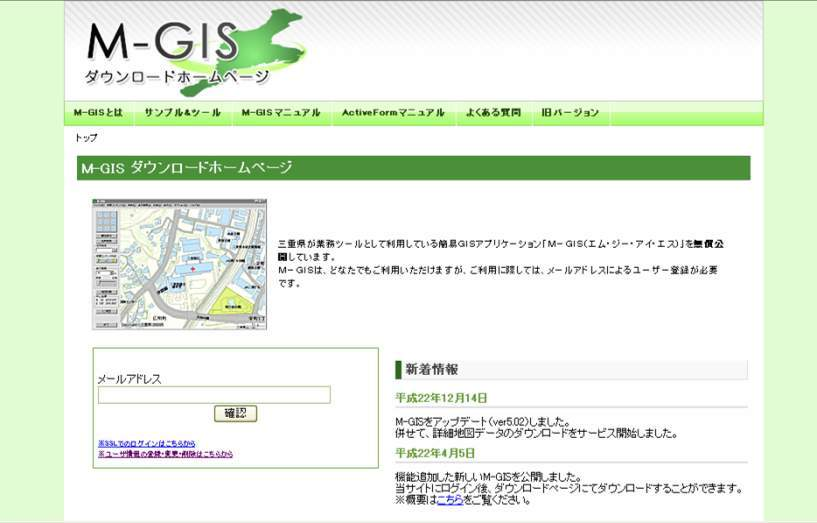 M-GIS
ダウンロードホームページ
M-GISとは サンプル&ツール M-GISマニュアル ActiveFormマニュアル よくある質問 旧バージョン
トップ
M-GIS ダウンロードホームページ
三重県が業務ツールとして利用している簡易GISアプリケーション「M－GIS(エム・ジー・アイ・エス)」を無償公
開しています。
M－GISは、どなたでもご利用いただけますが、ご利用に際しては、メールアドレスによるユーザー登録が必要
です。
メールアドレス
確認
※SSLでのログインはこちらから
※ユーザ情報の登録・変更・削除はこちらから
新着情報
平成22年12月14日
M-GISをアップデート(ver5.02)しました。
併せて、詳細地図データのダウンロードをサービス開始しました。
平成22年4月5日
機能追加した新しいM-GISを公開しました。
当サイトにログイン後、ダウンロードページにてダウンロードすることができます。
※概要はこちらをご覧ください。